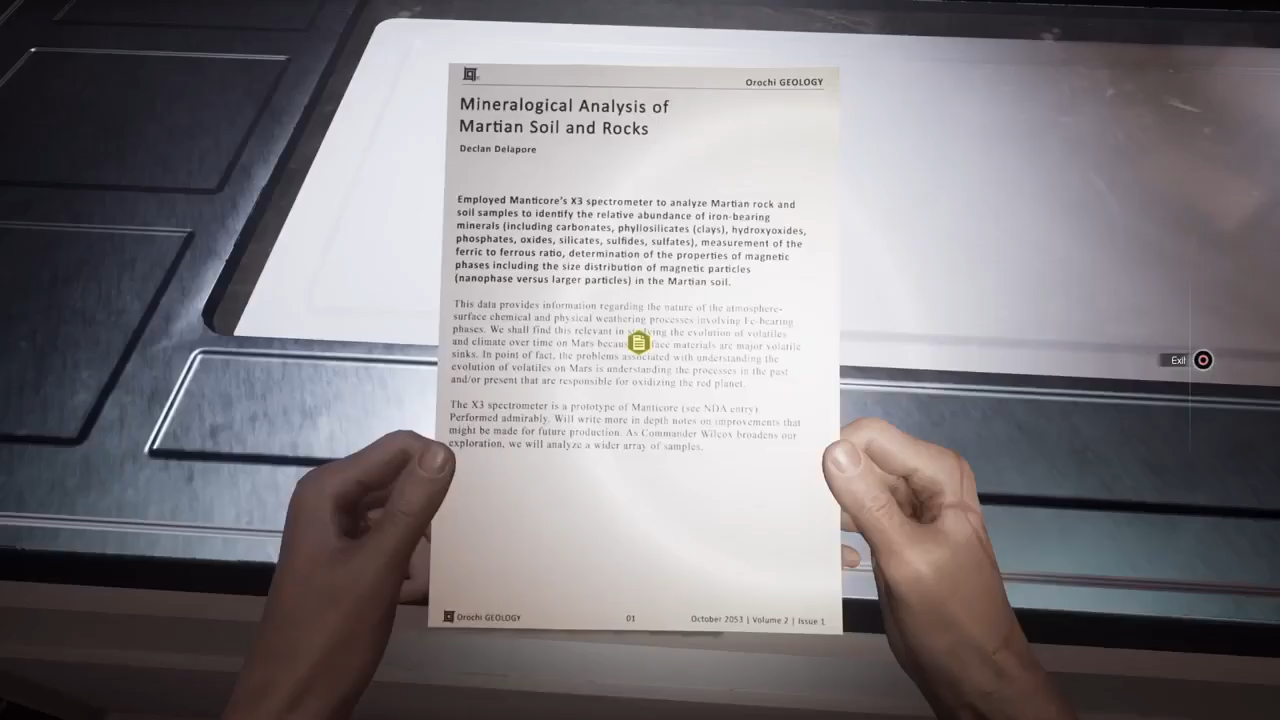 Orochi GEOLOGY
Mineralogical Analysis of
Martian Soil and Rocks
Declan Delapore
Employed Manticore's X3 spectrometer to analyze Martian rock and
soil samples to identify the relative abundance of iron-bearing
minerals (including carbonates, phyllosilicates (clays), hydroxyoxides,
phosphates, oxides, silicates, sulfides, sulfates), measurement of the
ferric to ferrous ratio, determination of the properties of magnetic
phases including the size distribution of magnetic particles
(nanophase versus larger particles) in the Martian soil.
This data provides information regarding the nature of the atmosphere-
surface chemical and physical weathering processes involving Fe-bearing
phases. We shall find this relevant in studying the evolution of volatiles
and climate over time on Mars materials are major volatile
sinks. In point of fact, the problems associated with understanding the
evolution of volatiles on Mars is understanding the processes in the past
and/or present that are responsible for oxidizing the red planet.
The X3 spectrometer is a prototype of Manticore (see NDA entry)
Performed admirably. Will write more in depth notes on improvements that
might be made for future production. As Commander Wilcox broadens our
exploration, we will analyze a wider array of samples.
Orochi GEOLOGY 01 October 2053 | Volume 2 | Issue 1
Exit